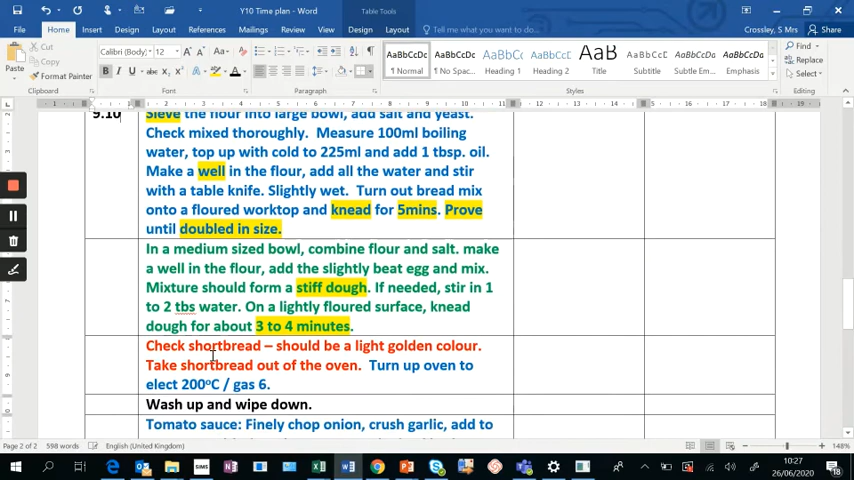 Y10 Time plan - Word
Table Tools
Crossley, S Mrs
File Home Insert Design Layout References Mailings Review View Design Layout Tell me what you want to do... Share
Cut
Copy
Format Painter
Paste
Calibri (Body) 12
Clipboard
Font
Paragraph
Styles
Editing
AaBbCcDc AaBbCcDc AaBbCc AaBbCcC AaB AaBbCcD AaBbCcDc AaBbCcDc
¶ Normal ¶ No Spac... Heading 1 Heading 2 Title Subtitle Subtle Em... Emphasis
Find
Replace
Select
9.10
Sieve the flour into large bowl, add salt and yeast.
Check mixed thoroughly. Measure 100ml boiling
water, top up with cold to 225ml and add 1 tbsp. oil.
Make a well in the flour, add all the water and stir
with a table knife. Slightly wet. Turn out bread mix
onto a floured worktop and knead for 5mins. Prove
until doubled in size.
In a medium sized bowl, combine flour and salt. make
a well in the flour, add the slightly beat egg and mix.
Mixture should form a stiff dough. If needed, stir in 1
to 2 tbs water. On a lightly floured surface, knead
dough for about 3 to 4 minutes.
Check shortbread – should be a light golden colour.
Take shortbread out of the oven. Turn up oven to
elect 200°C / gas 6.
Wash up and wipe down.
Tomato sauce: Finely chop onion, crush garlic, add to
Page 2 of 2 598 words English (United Kingdom) 148%
10:27
26/06/2020